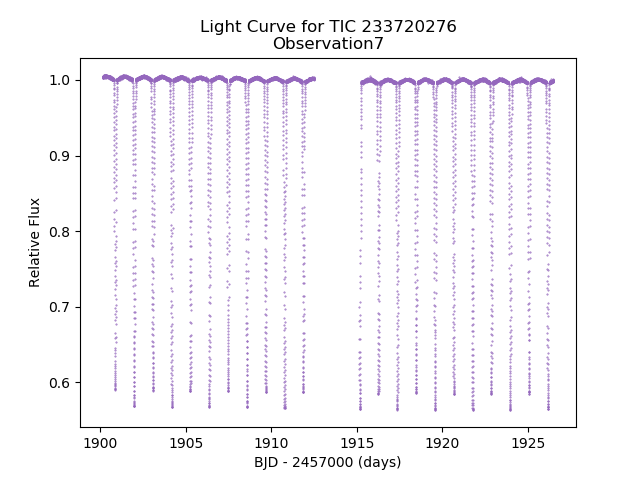 Light Curve for TIC 233720276
Observation7
Relative Flux
1.0
0.9
0.8
0.7
0.6
1900 1905 1910 1915 1920 1925
BJD - 2457000 (days)